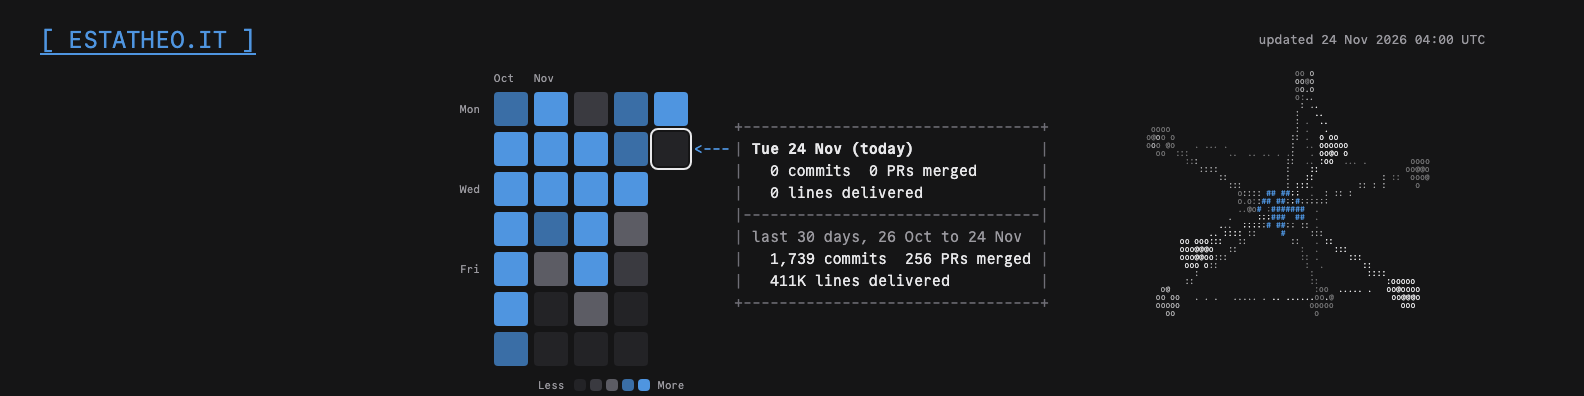 [ ESTATHEO.IT ]
updated 24 Nov 2026 04:00 UTC
Oct Nov
Mon
Wed
Fri
Less More
Tue 24 Nov (today)
0 commits 0 PRs merged
0 lines delivered
last 30 days, 26 Oct to 24 Nov
1,739 commits 256 PRs merged
411K lines delivered